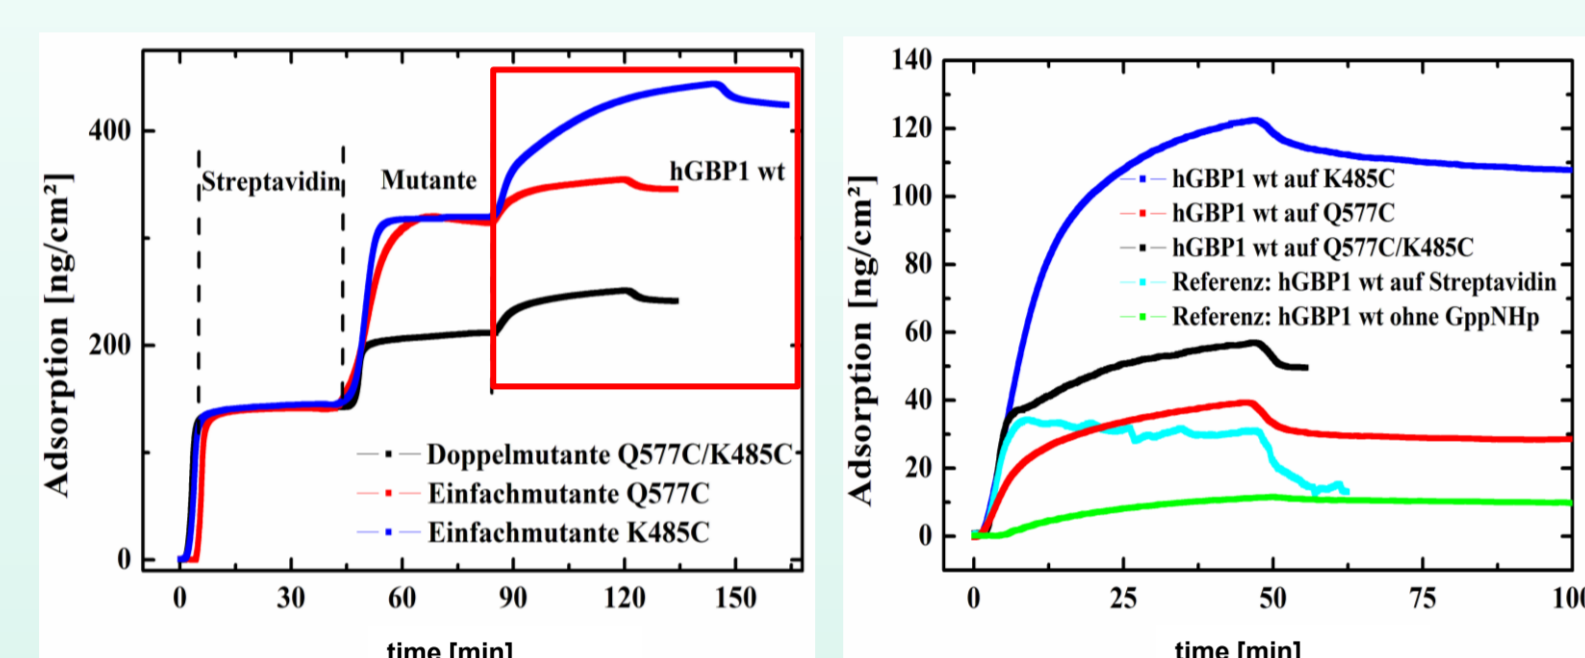 Adsorption [ng/cm²]
400
200
0
Streptavidin
Mutante
hGBP1 wt
Doppelmutante Q577C/K485C
Einfachmutante Q577C
Einfachmutante K485C
0 30 60 90 120 150
time [min]
Adsorption [ng/cm²]
140
120
100
80
60
40
20
0
hGBP1 wt auf K485C
hGBP1 wt auf Q577C
hGBP1 wt auf Q577C/K485C
Referenz: hGBP1 wt auf Streptavidin
Referenz: hGBP1 wt ohne GppNHp
0 25 50 75 100
time [min]